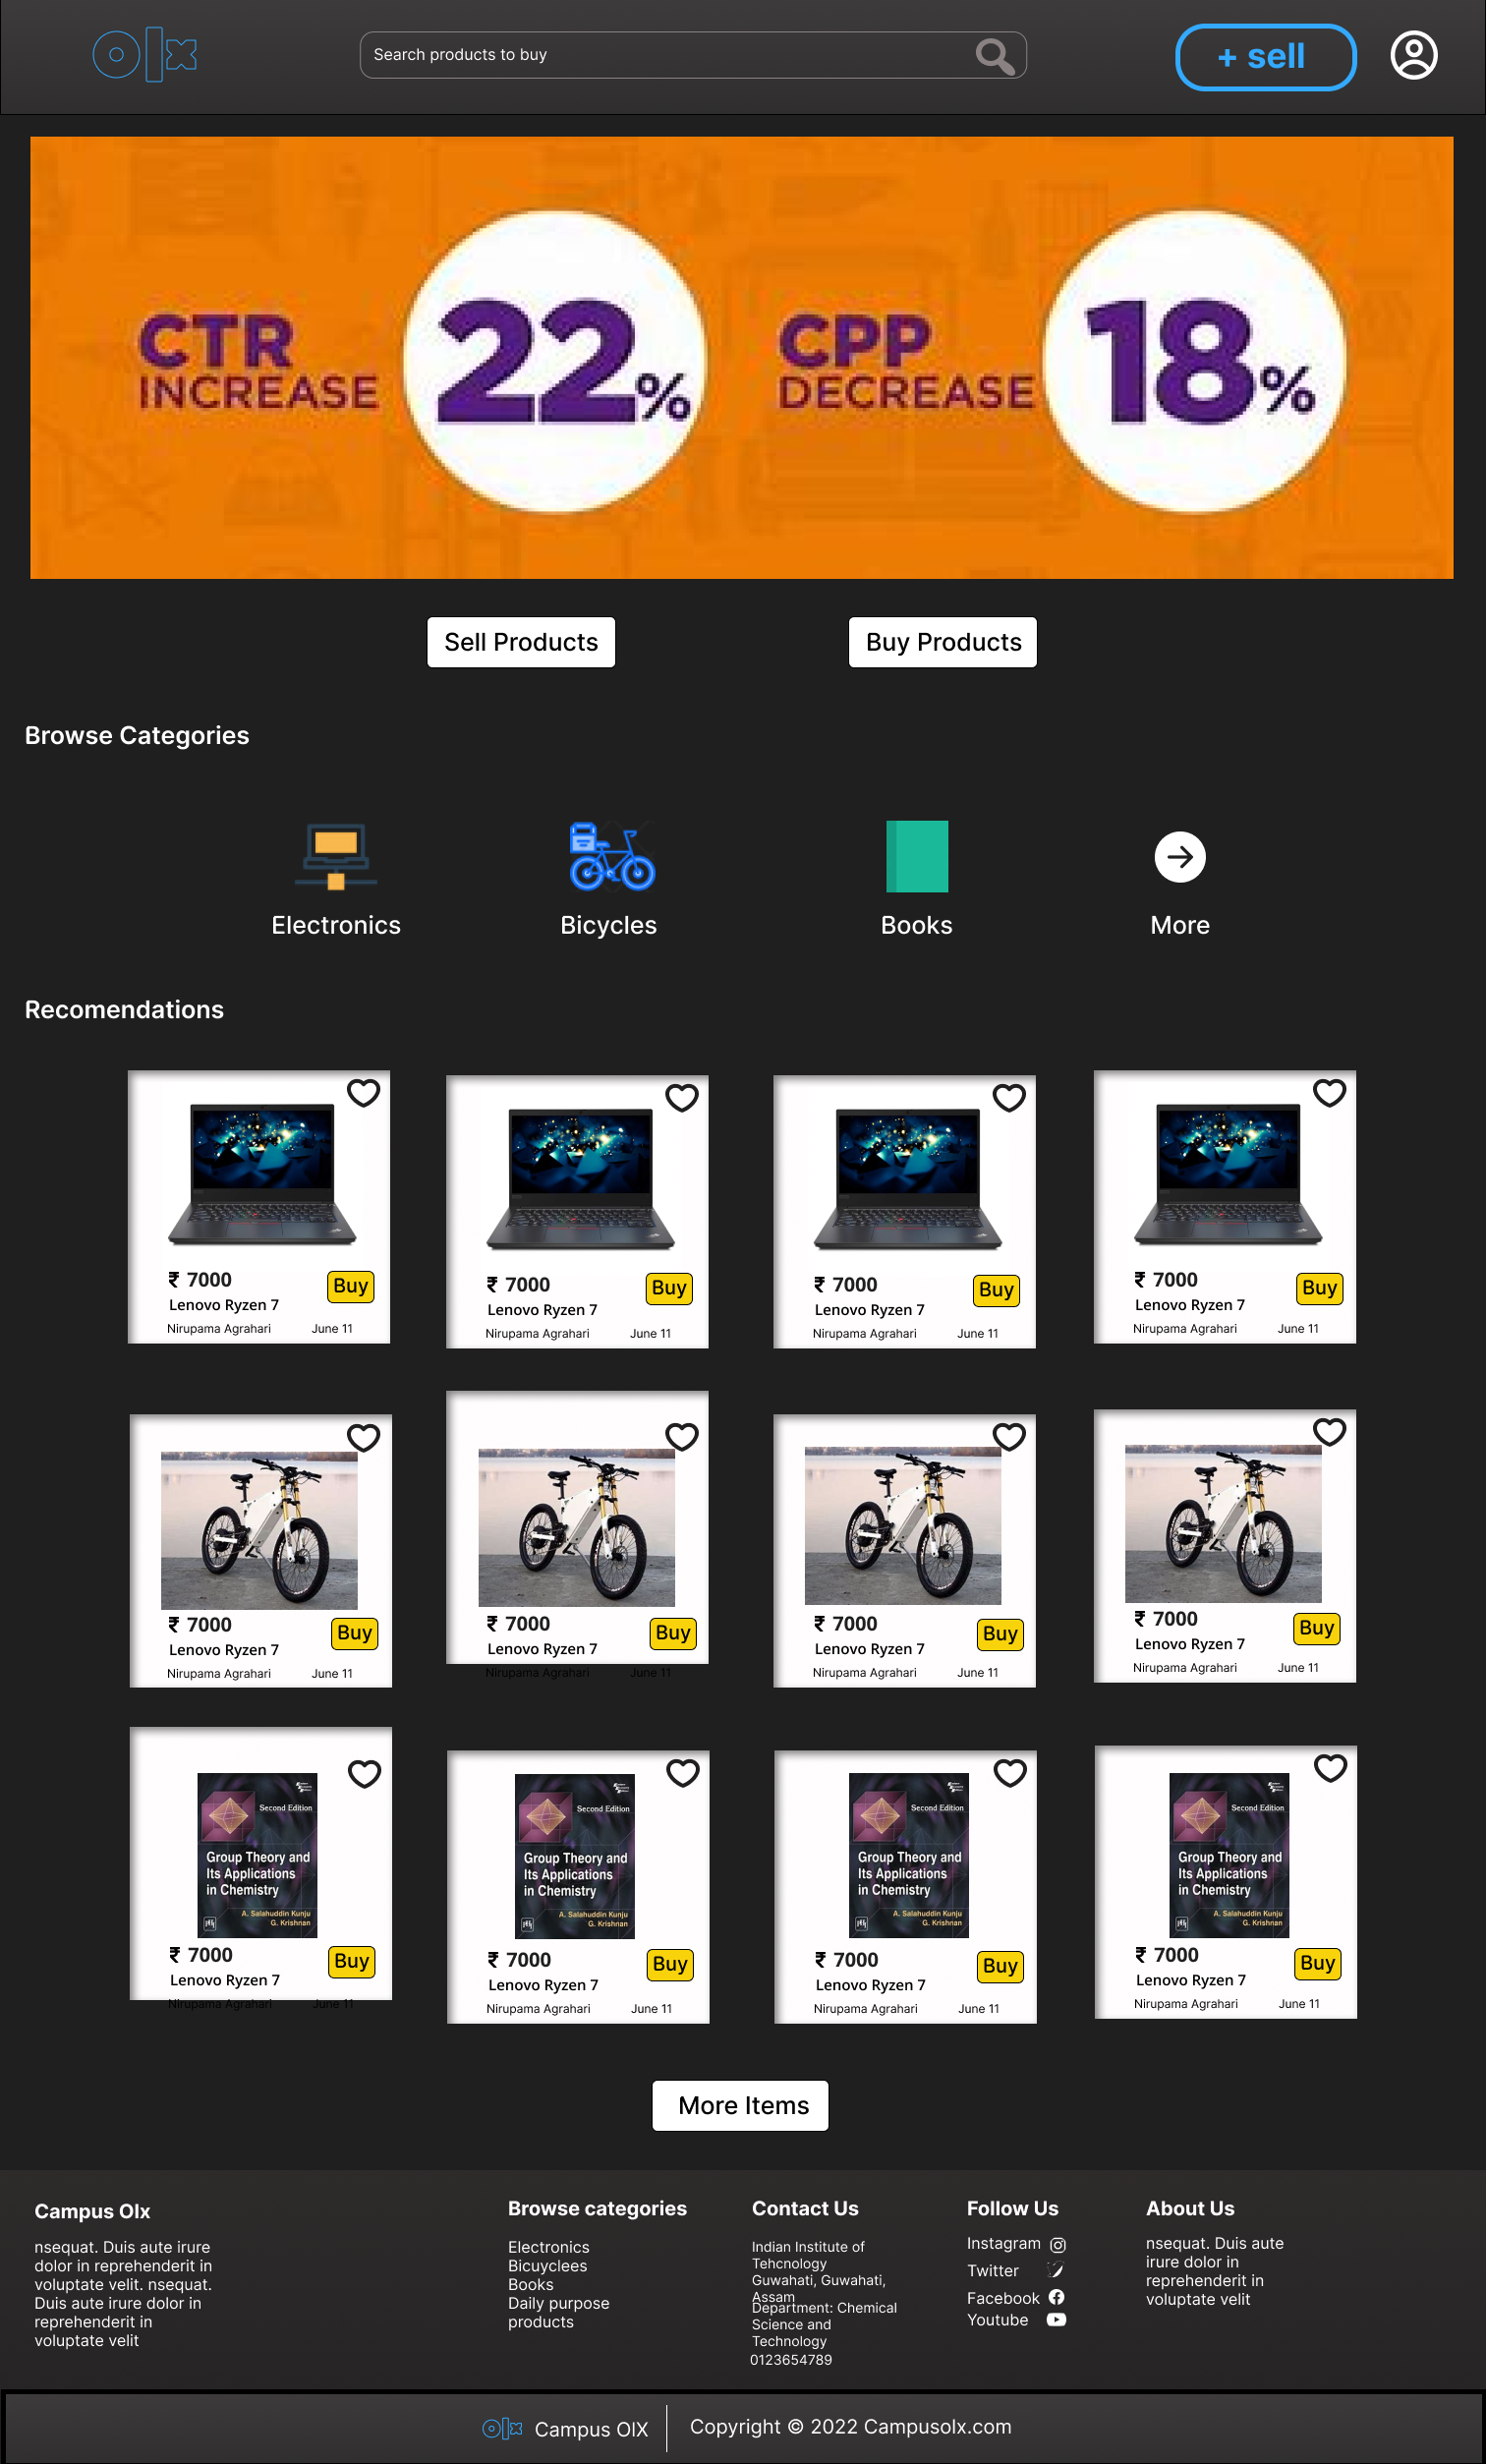 olx
Search products to buy
+ sell
CTR
INCREASE
22%
CPP
DECREASE
18%
Sell Products
Buy Products
Browse Categories
Electronics
Bicycles
Books
More
Recomendations
₹ 7000
Buy
Lenovo Ryzen 7
Nirupama Agrahari June 11
₹ 7000
Buy
Lenovo Ryzen 7
Nirupama Agrahari June 11
₹ 7000
Buy
Lenovo Ryzen 7
Nirupama Agrahari June 11
₹ 7000
Buy
Lenovo Ryzen 7
Nirupama Agrahari June 11
₹ 7000
Buy
Lenovo Ryzen 7
Nirupama Agrahari June 11
₹ 7000
Buy
Lenovo Ryzen 7
Nirupama Agrahari June 11
₹ 7000
Buy
Lenovo Ryzen 7
Nirupama Agrahari June 11
₹ 7000
Buy
Lenovo Ryzen 7
Nirupama Agrahari June 11
Second Edition
Group Theory and
Its Applications
in Chemistry
A. Salahuddin Kunju
G. Krishnan
₹ 7000
Buy
Lenovo Ryzen 7
Nirupama Agrahari June 11
Second Edition
Group Theory and
Its Applications
in Chemistry
A. Salahuddin Kunju
G. Krishnan
₹ 7000
Buy
Lenovo Ryzen 7
Nirupama Agrahari June 11
Second Edition
Group Theory and
Its Applications
in Chemistry
A. Salahuddin Kunju
G. Krishnan
₹ 7000
Buy
Lenovo Ryzen 7
Nirupama Agrahari June 11
Second Edition
Group Theory and
Its Applications
in Chemistry
A. Salahuddin Kunju
G. Krishnan
₹ 7000
Buy
Lenovo Ryzen 7
Nirupama Agrahari June 11
More Items
Campus Olx
nsequat. Duis aute irure
dolor in reprehenderit in
voluptate velit. nsequat.
Duis aute irure dolor in
reprehenderit in
voluptate velit
Browse categories
Electronics
Bicuyclees
Books
Daily purpose
products
Contact Us
Indian Institute of
Tehcnology
Guwahati, Guwahati,
Assam
Department: Chemical
Science and
Technology
0123654789
Follow Us
Instagram
Twitter
Facebook
Youtube
About Us
nsequat. Duis aute
irure dolor in
reprehenderit in
voluptate velit
olx Campus OlX
Copyright © 2022 Campusolx.com